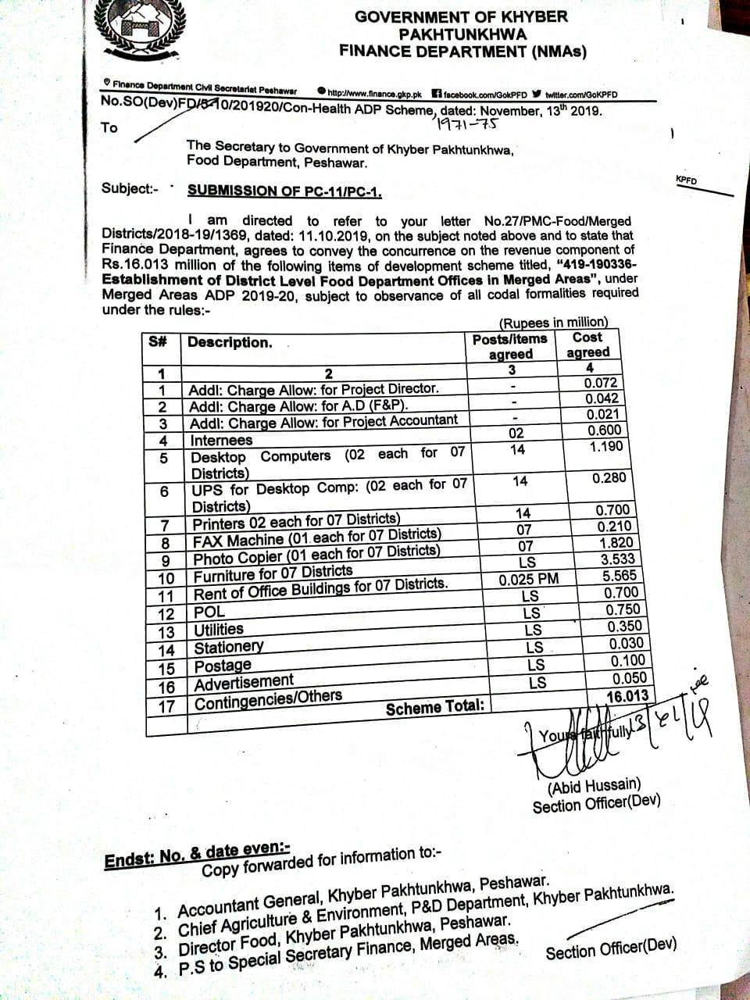 GOVERNMENT OF KHYBER
PAKHTUNKHWA
FINANCE DEPARTMENT (NMAs)
Finance Department Civil Secretariat Peshawar http://www.finance.gkp.pk facebook.com/GoKPFD twitter.com/GoKPFD
No.SO(Dev)FD/5-10/201920/Con-Health ADP Scheme, dated: November, 13th 2019.
1971-75
To
The Secretary to Government of Khyber Pakhtunkhwa,
Food Department, Peshawar.
KPFD
Subject:- SUBMISSION OF PC-11/PC-1.
I am directed to refer to your letter No.27/PMC-Food/Merged
Districts/2018-19/1369, dated: 11.10.2019, on the subject noted above and to state that
Finance Department, agrees to convey the concurrence on the revenue component of
Rs.16.013 million of the following items of development scheme titled, “419-190336-
Establishment of District Level Food Department Offices in Merged Areas”, under
Merged Areas ADP 2019-20, subject to observance of all codal formalities required
under the rules:-
(Rupees in million)
S# Description. Posts/items agreed Cost agreed
1 2 3 4
1 Addl: Charge Allow: for Project Director. - 0.072
2 Addl: Charge Allow: for A.D (F&P). - 0.042
3 Addl: Charge Allow: for Project Accountant - 0.021
4 Internees 02 0.600
5 Desktop Computers (02 each for 07 Districts) 14 1.190
6 UPS for Desktop Comp: (02 each for 07 Districts) 14 0.280
7 Printers 02 each for 07 Districts) 14 0.700
8 FAX Machine (01 each for 07 Districts) 07 0.210
9 Photo Copier (01 each for 07 Districts) 07 1.820
10 Furniture for 07 Districts LS 3.533
11 Rent of Office Buildings for 07 Districts. 0.025 PM 5.565
12 POL LS 0.700
13 Utilities LS 0.750
14 Stationery LS 0.350
15 Postage LS 0.030
16 Advertisement LS 0.100
17 Contingencies/Others LS 0.050
Scheme Total: 16.013
Yours faithfully
(Abid Hussain)
Section Officer(Dev)
Endst: No. & date even:-
Copy forwarded for information to:-
1. Accountant General, Khyber Pakhtunkhwa, Peshawar.
2. Chief Agriculture & Environment, P&D Department, Khyber Pakhtunkhwa.
3. Director Food, Khyber Pakhtunkhwa, Peshawar.
4. P.S to Special Secretary Finance, Merged Areas.
Section Officer(Dev)